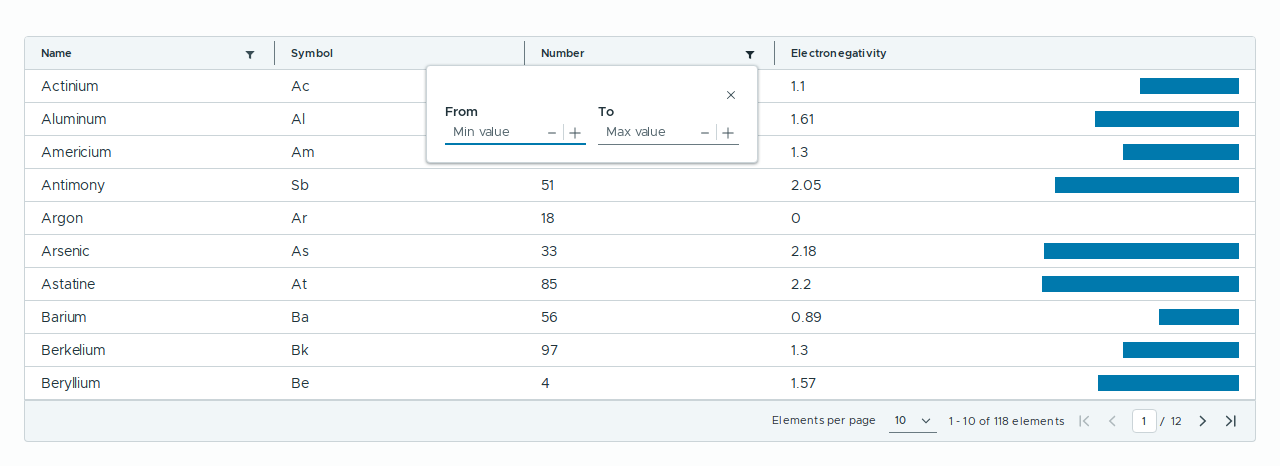 Name Symbol Number Electronegativity
Actinium Ac 1.1
Aluminum Al 1.61
Americium Am 1.3
From To
Min value Max value
Antimony Sb 51 2.05
Argon Ar 18 0
Arsenic As 33 2.18
Astatine At 85 2.2
Barium Ba 56 0.89
Berkelium Bk 97 1.3
Beryllium Be 4 1.57
Elements per page 10 1 - 10 of 118 elements 1 / 12